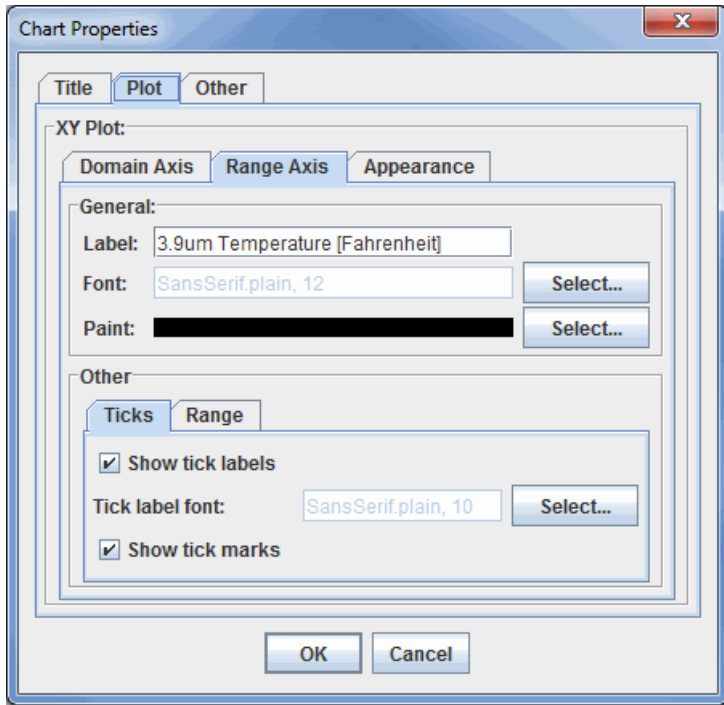 Chart Properties
Title Plot Other
XY Plot:
Domain Axis Range Axis Appearance
General:
Label: 3.9um Temperature [Fahrenheit]
Font: SansSerif.plain, 12 Select...
Paint: Select...
Other
Ticks Range
Show tick labels
Tick label font: SansSerif.plain, 10 Select...
Show tick marks
OK Cancel